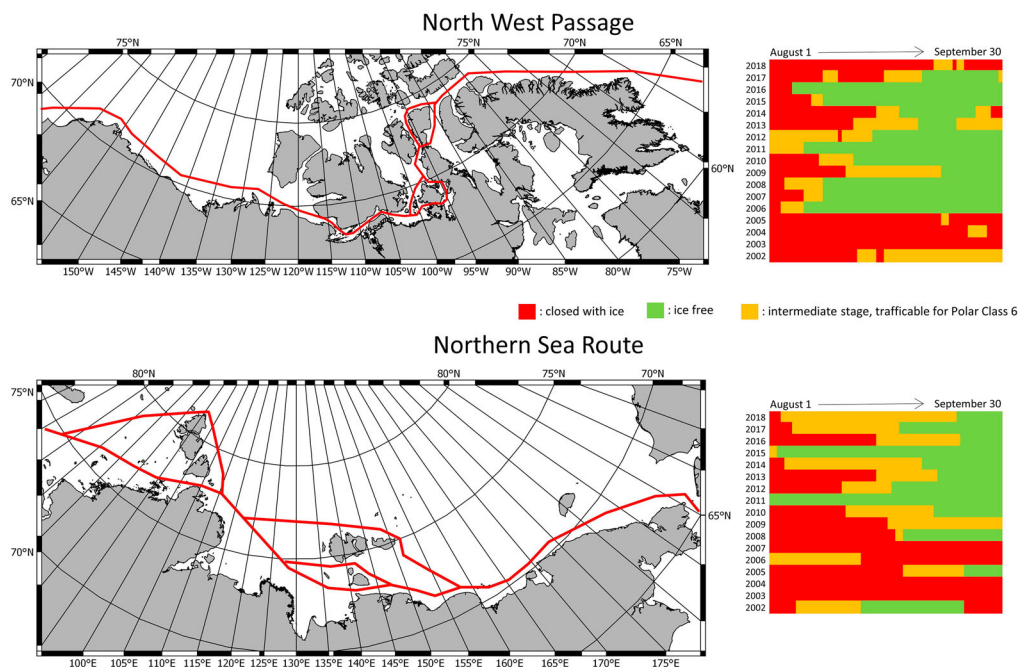 North West Passage
75°N 75°N 70°N 65°N 60°N
70°N
65°N
60°N
150°W 145°W 140°W 135°W 130°W 125°W 120°W 115°W 110°W 105°W 100°W 95°W 90°W 85°W 80°W 75°W
August 1 September 30
2018
2017
2016
2015
2014
2013
2012
2011
2010
2009
2008
2007
2006
2005
2004
2003
2002
: closed with ice : ice free : intermediate stage, trafficable for Polar Class 6
Northern Sea Route
80°N 80°N 75°N 70°N
75°N
65°N
70°N
100°E 105°E 110°E 115°E 120°E 125°E 130°E 135°E 140°E 145°E 150°E 155°E 160°E 165°E 170°E 175°E
August 1 September 30
2018
2017
2016
2015
2014
2013
2012
2011
2010
2009
2008
2007
2006
2005
2004
2003
2002